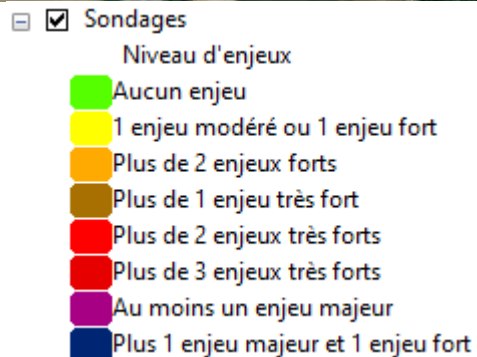 Sondages
Niveau d'enjeux
Aucun enjeu
1 enjeu modéré ou 1 enjeu fort
Plus de 2 enjeux forts
Plus de 1 enjeu très fort
Plus de 2 enjeux très forts
Plus de 3 enjeux très forts
Au moins un enjeu majeur
Plus 1 enjeu majeur et 1 enjeu fort